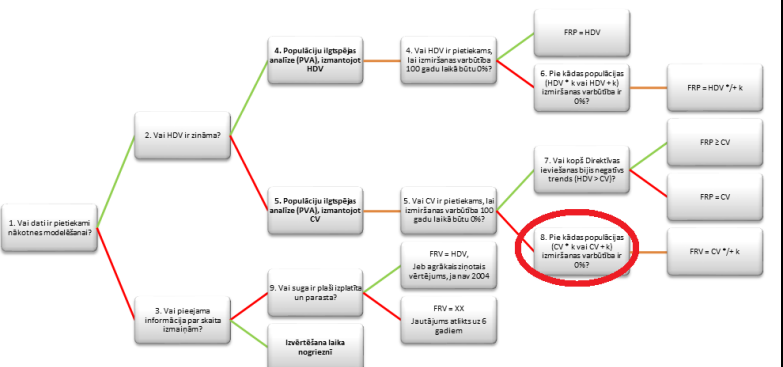 1. Vai dati ir pietiekami
nākotnes modelēšanai?
2. Vai HDV ir zināma?
3. Vai pieejama
informācija par skaita
izmaiņām?
4. Populāciju ilgtspējas
analīze (PVA), izmantojot
HDV
5. Populāciju ilgtspējas
analīze (PVA), izmantojot
CV
9. Vai suga ir plaši izplatīta
un parasta?
Izvērtēšana laika
nogrieznī
4. Vai HDV ir pietiekams,
lai izmiršanas varbūtība
100 gadu laikā būtu 0%?
5. Vai CV ir pietiekams, lai
izmiršanas varbūtība 100
gadu laikā būtu 0%?
FRV = HDV,
Jeb agrākais ziņotais
vērtējums, ja nav 2004
FRV = XX
Jautājums atlikts uz 6
gadiem
FRP = HDV
6. Pie kādas populācijas
(HDV * k vai HDV + k)
izmiršanas varbūtība ir
0%?
7. Vai kopš Direktīvas
ieviešanas bijis negatīvs
trends (HDV > CV)?
8. Pie kādas populācijas
(CV * k vai CV + k)
izmiršanas varbūtība ir
0%?
FRP = HDV */+ k
FRP ≥ CV
FRP = CV
FRV = CV */+ k